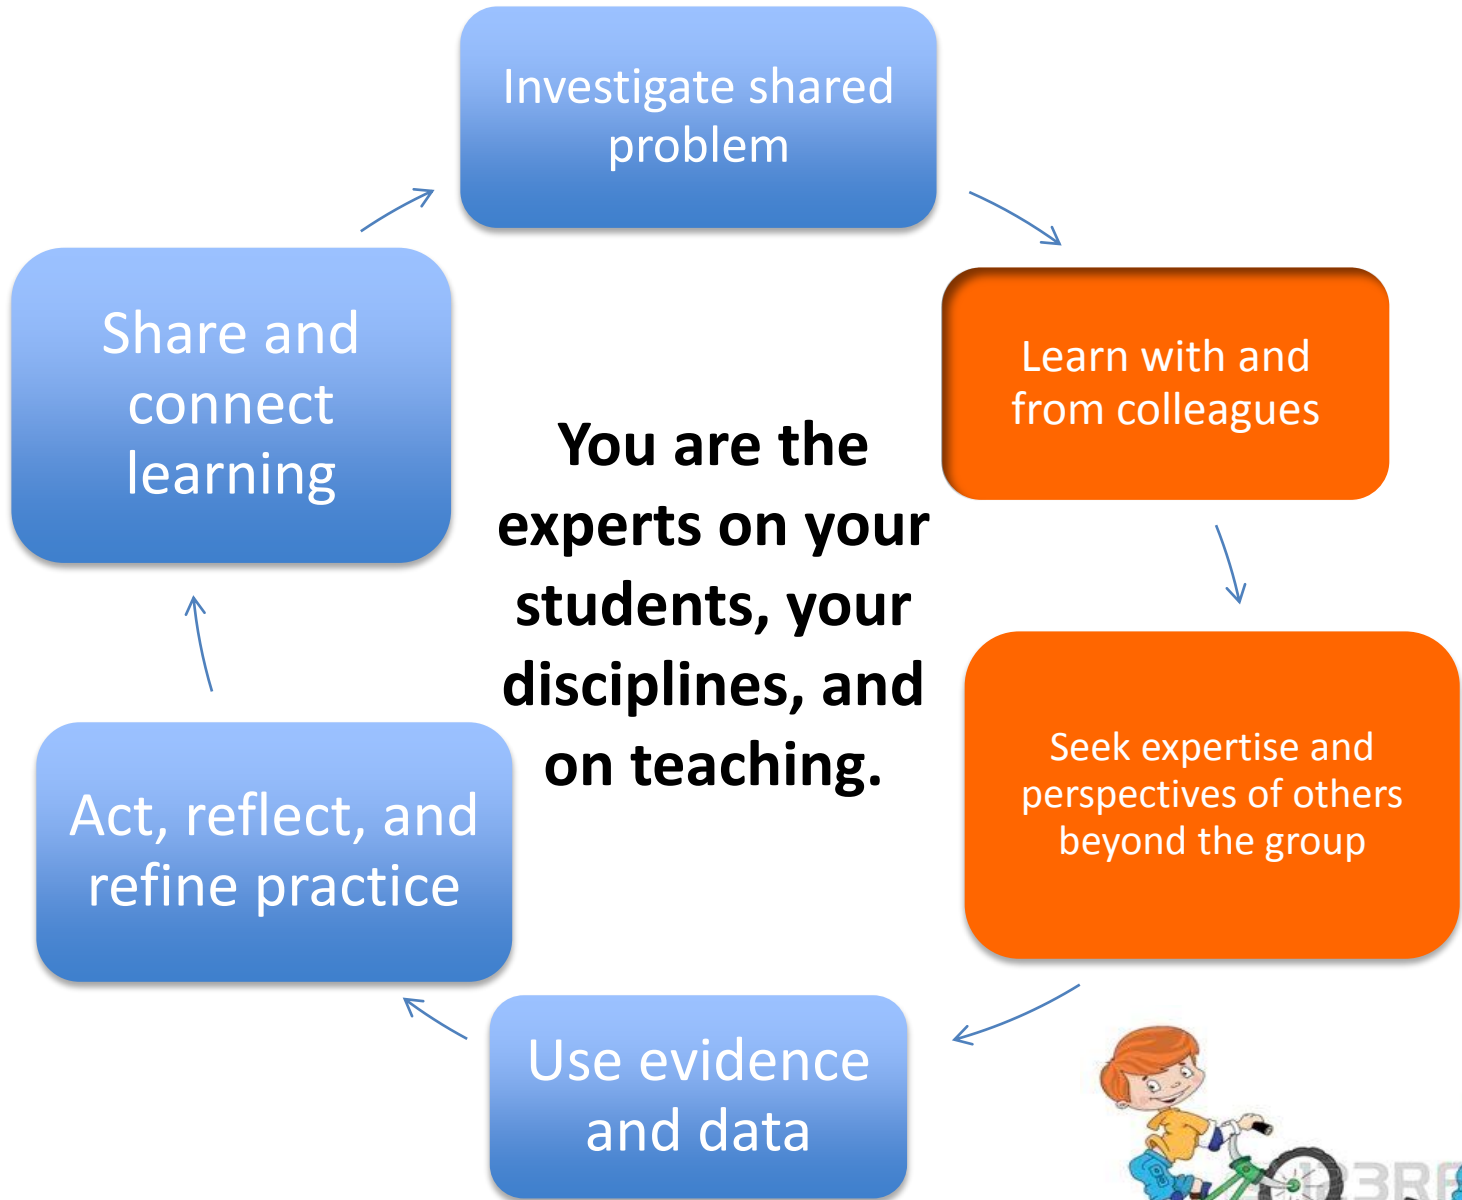 Investigate shared
problem
Learn with and
from colleagues
Seek expertise and
perspectives of others
beyond the group
Use evidence
and data
Act, reflect, and
refine practice
Share and
connect
learning
You are the
experts on your
students, your
disciplines, and
on teaching.